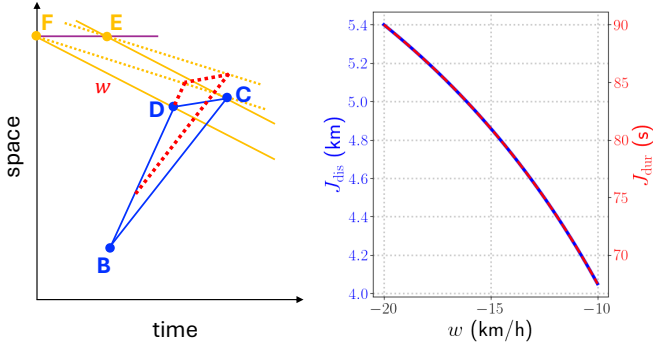 F
E
w
D
C
B
space
time
5.4
5.2
5.0
4.8
4.6
4.4
4.2
4.0
J_dis (km)
90
85
80
75
70
J_dur (s)
−20
−15
−10
w (km/h)